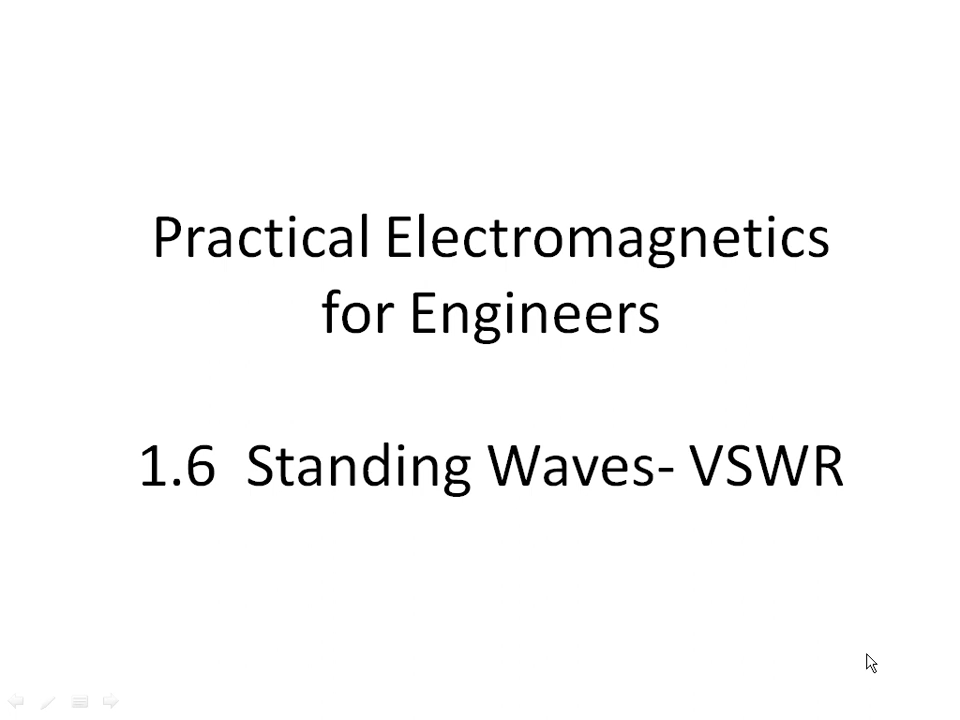 Practical Electromagnetics
for Engineers
1.6  Standing Waves- VSWR